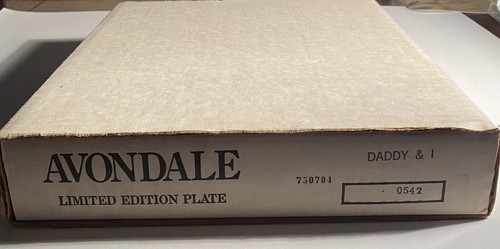 AVONDALE
LIMITED EDITION PLATE
730704
DADDY & I
0542